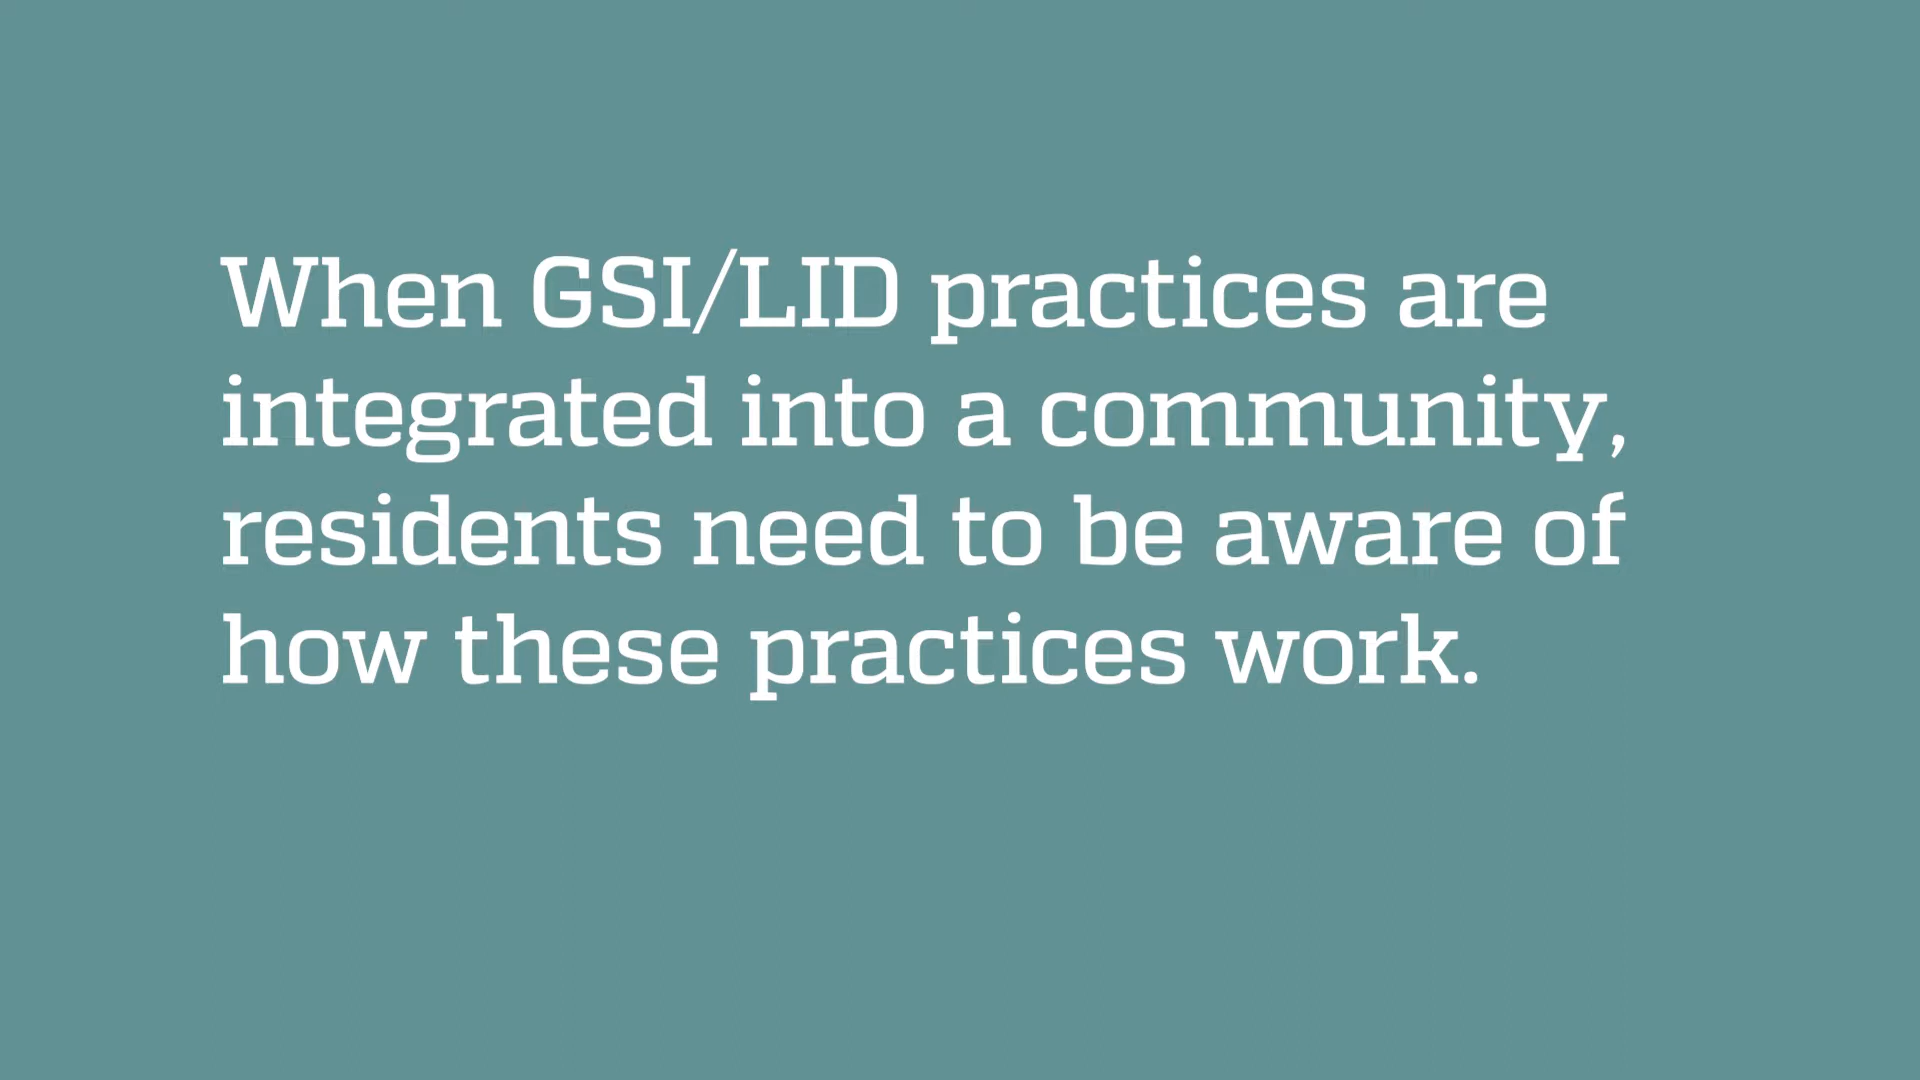 When GSI/LID practices are
integrated into a community,
residents need to be aware of
how these practices work.